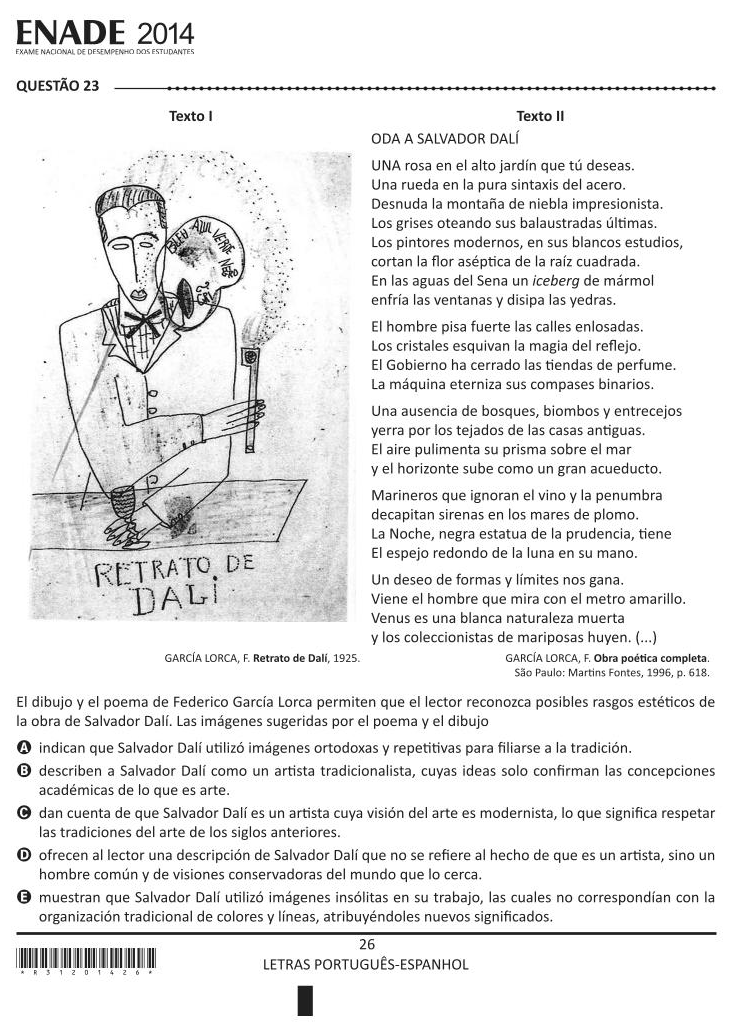 ENADE 2014
EXAME NACIONAL DE DESEMPENHO DOS ESTUDANTES
QUESTÃO 23
Texto I
AZUL VERDE
NEGRO
RETRATO DE
DALÍ
GARCÍA LORCA, F. Retrato de Dalí, 1925.
Texto II
ODA A SALVADOR DALÍ
UNA rosa en el alto jardín que tú deseas.
Una rueda en la pura sintaxis del acero.
Desnuda la montaña de niebla impresionista.
Los grises oteando sus balaustradas últimas.
Los pintores modernos, en sus blancos estudios,
cortan la flor aséptica de la raíz cuadrada.
En las aguas del Sena un iceberg de mármol
enfría las ventanas y disipa las yedras.
El hombre pisa fuerte las calles enlosadas.
Los cristales esquivan la magia del reflejo.
El Gobierno ha cerrado las tiendas de perfume.
La máquina eterniza sus compases binarios.
Una ausencia de bosques, biombos y entrecejos
yerra por los tejados de las casas antiguas.
El aire pulimenta su prisma sobre el mar
y el horizonte sube como un gran acueducto.
Marineros que ignoran el vino y la penumbra
decapitan sirenas en los mares de plomo.
La Noche, negra estatua de la prudencia, tiene
El espejo redondo de la luna en su mano.
Un deseo de formas y límites nos gana.
Viene el hombre que mira con el metro amarillo.
Venus es una blanca naturaleza muerta
y los coleccionistas de mariposas huyen. (...)
GARCÍA LORCA, F. Obra poética completa.
São Paulo: Martins Fontes, 1996, p. 618.
El dibujo y el poema de Federico García Lorca permiten que el lector reconozca posibles rasgos estéticos de
la obra de Salvador Dalí. Las imágenes sugeridas por el poema y el dibujo
A indican que Salvador Dalí utilizó imágenes ortodoxas y repetitivas para filiarse a la tradición.
B describen a Salvador Dalí como un artista tradicionalista, cuyas ideas solo confirman las concepciones
académicas de lo que es arte.
C dan cuenta de que Salvador Dalí es un artista cuya visión del arte es modernista, lo que significa respetar
las tradiciones del arte de los siglos anteriores.
D ofrecen al lector una descripción de Salvador Dalí que no se refiere al hecho de que es un artista, sino un
hombre común y de visiones conservadoras del mundo que lo cerca.
E muestran que Salvador Dalí utilizó imágenes insólitas en su trabajo, las cuales no correspondían con la
organización tradicional de colores y líneas, atribuyéndoles nuevos significados.
26
LETRAS PORTUGUÊS-ESPANHOL
*R3120142​6*